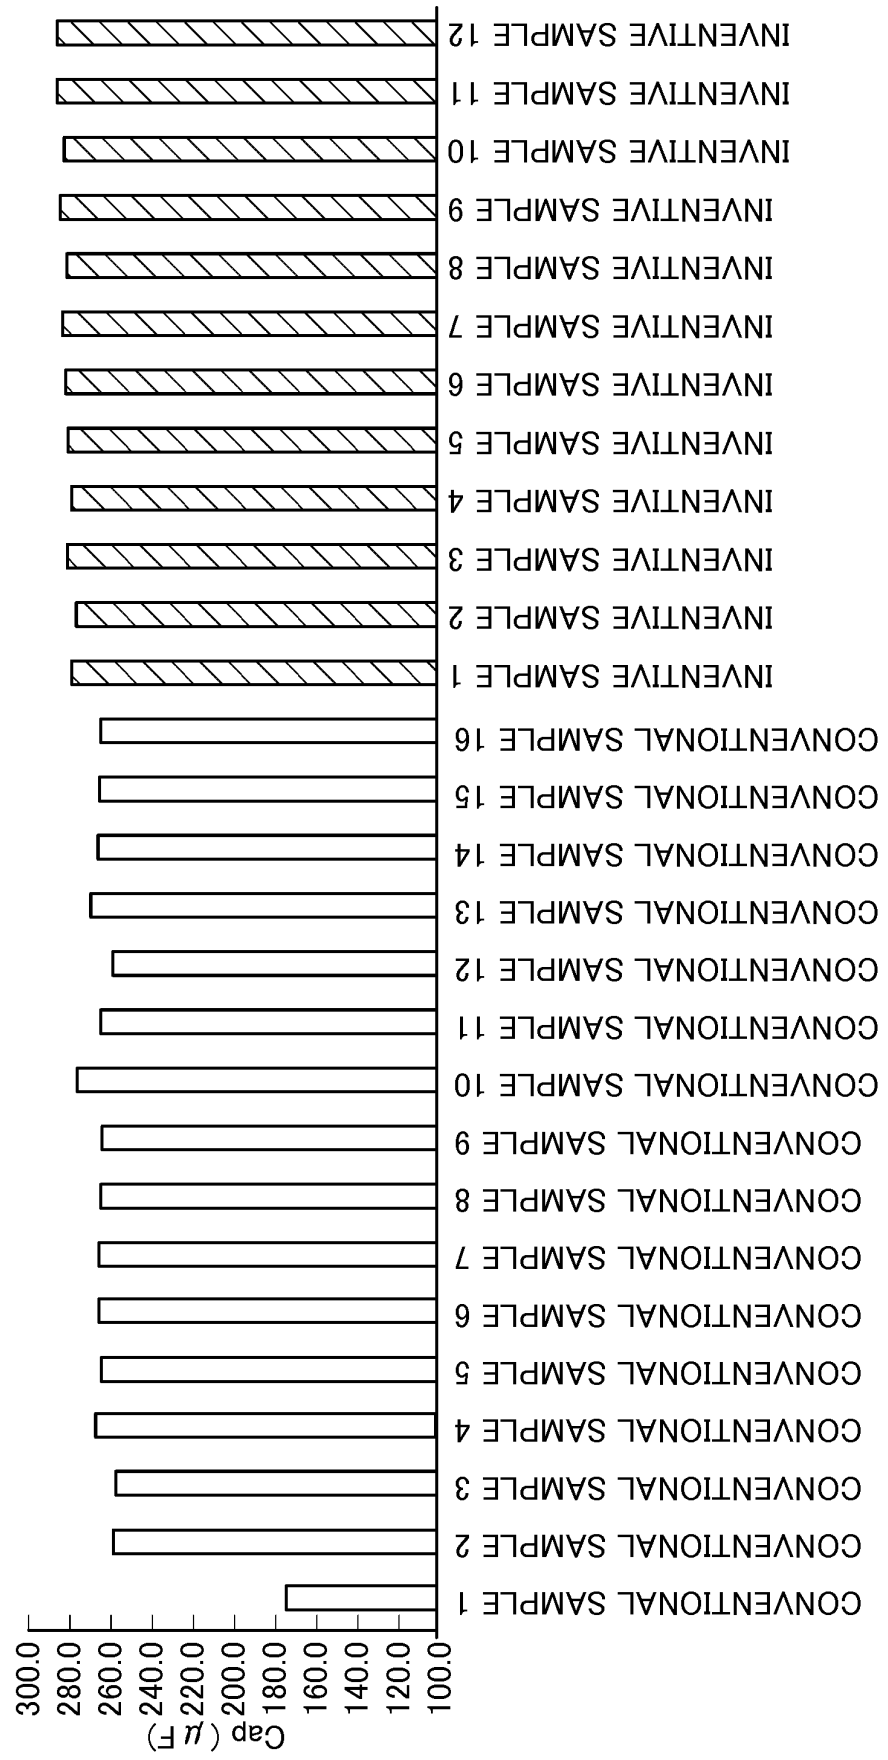 Cap (μF)
300.0
280.0
260.0
240.0
220.0
200.0
180.0
160.0
140.0
120.0
100.0
CONVENTIONAL SAMPLE 1
CONVENTIONAL SAMPLE 2
CONVENTIONAL SAMPLE 3
CONVENTIONAL SAMPLE 4
CONVENTIONAL SAMPLE 5
CONVENTIONAL SAMPLE 6
CONVENTIONAL SAMPLE 7
CONVENTIONAL SAMPLE 8
CONVENTIONAL SAMPLE 9
CONVENTIONAL SAMPLE 10
CONVENTIONAL SAMPLE 11
CONVENTIONAL SAMPLE 12
CONVENTIONAL SAMPLE 13
CONVENTIONAL SAMPLE 14
CONVENTIONAL SAMPLE 15
CONVENTIONAL SAMPLE 16
INVENTIVE SAMPLE 1
INVENTIVE SAMPLE 2
INVENTIVE SAMPLE 3
INVENTIVE SAMPLE 4
INVENTIVE SAMPLE 5
INVENTIVE SAMPLE 6
INVENTIVE SAMPLE 7
INVENTIVE SAMPLE 8
INVENTIVE SAMPLE 9
INVENTIVE SAMPLE 10
INVENTIVE SAMPLE 11
INVENTIVE SAMPLE 12